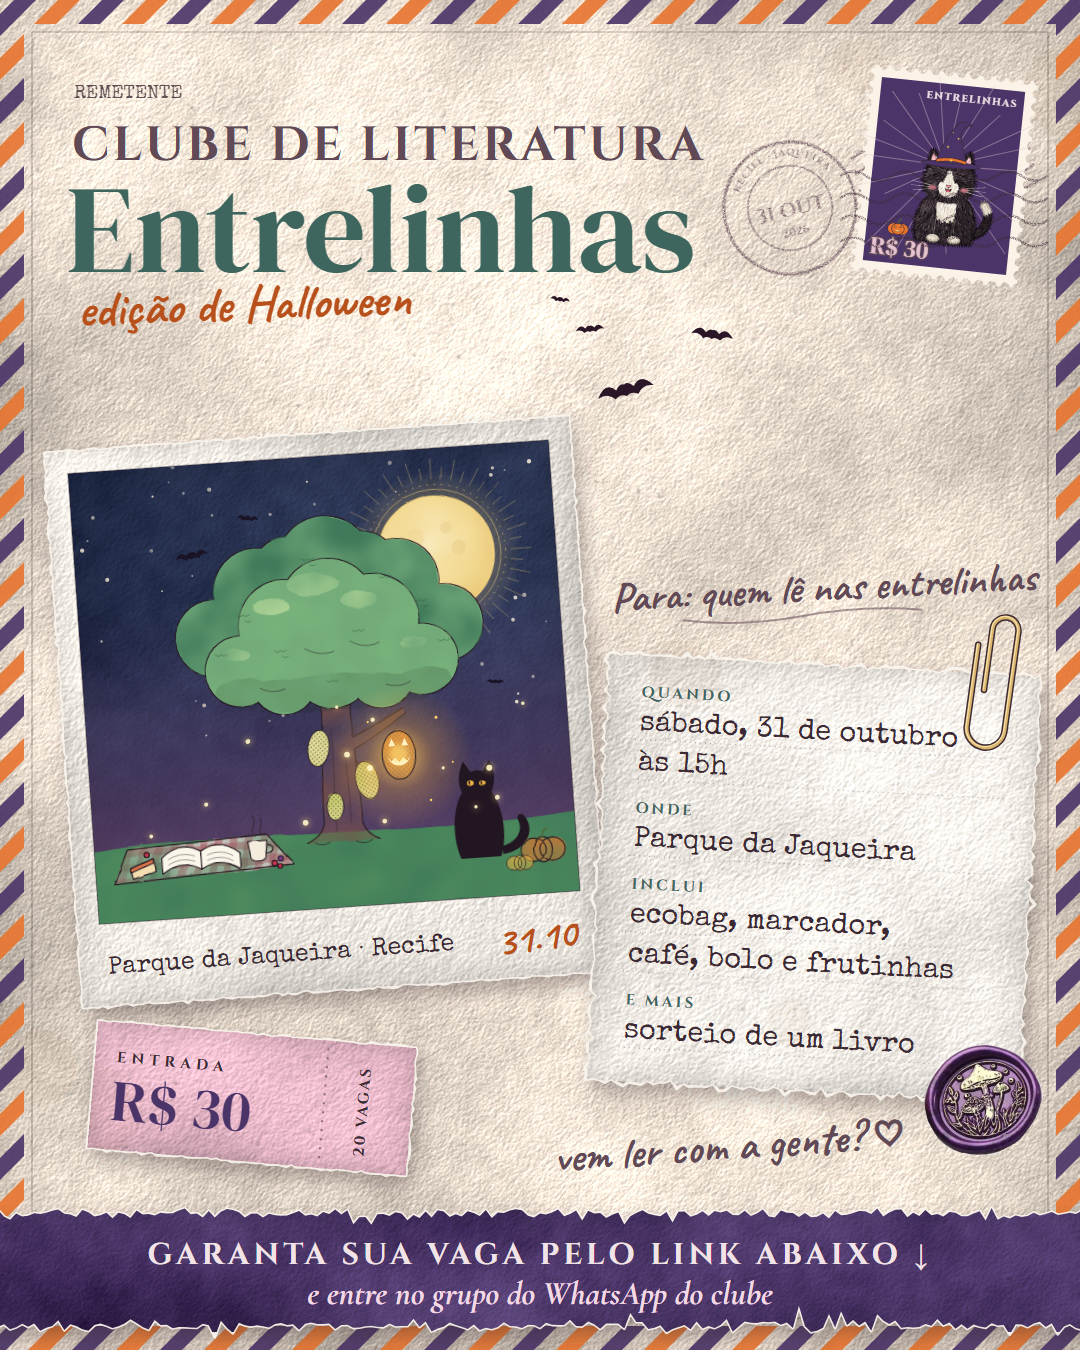 REMETENTE
CLUBE DE LITERATURA
Entrelinhas
edição de Halloween
RECIFE JAQUEIRA
31 OUT
2026
ENTRELINHAS
R$ 30
Para: quem lê nas entrelinhas
QUANDO
sábado, 31 de outubro
às 15h
ONDE
Parque da Jaqueira
INCLUI
ecobag, marcador,
café, bolo e frutinhas
E MAIS
sorteio de um livro
Parque da Jaqueira · Recife
31.10
ENTRADA
R$ 30
20 VAGAS
vem ler com a gente? ♡
GARANTA SUA VAGA PELO LINK ABAIXO ↓
e entre no grupo do WhatsApp do clube